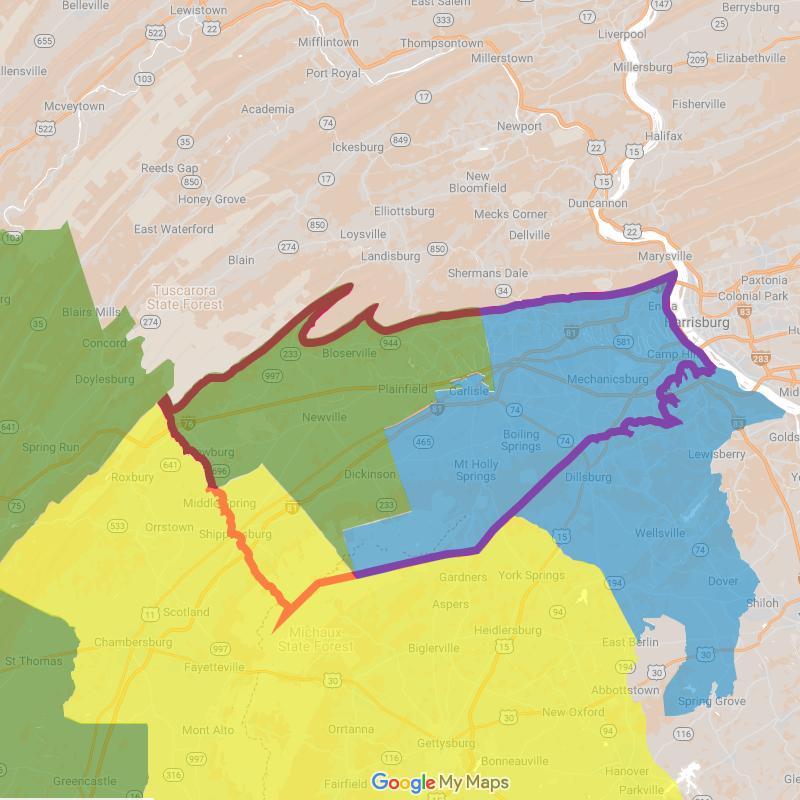 Belleville
Lewistown
East Salem
Berrysburg
Liverpool
Mifflintown
Thompsontown
Millerstown
Millersburg
Elizabethville
Port Royal
Mcveytown
Academia
Fisherville
Newport
Halifax
Ickesburg
Reeds Gap
Honey Grove
New
Bloomfield
Duncannon
East Waterford
Elliottsburg
Mecks Corner
Loysville
Dellville
Blain
Landisburg
Marysville
Shermans Dale
Tuscarora
State Forest
Paxtonia
Colonial Park
Blairs Mills
Concord
Harrisburg
Bloserville
Camp Hill
Doylesburg
Plainfield
Carlisle
Mechanicsburg
Newville
Boiling
Springs
Lewisberry
Spring Run
Roxbury
Dickinson
Mt Holly
Springs
Dillsburg
Middle Spring
Orrstown
Shippensburg
Wellsville
Gardners
York Springs
Dover
Scotland
Aspers
Shiloh
Chambersburg
Heidlersburg
Michaux
State Forest
Biglerville
East Berlin
St Thomas
Fayetteville
Abbottstown
Spring Grove
New Oxford
Mont Alto
Orrtanna
Gettysburg
Bonneauville
Hanover
Greencastle
Fairfield
Parkville
Google My Maps
655
522
22
103
333
17
147
25
209
522
74
17
35
849
22
15
850
17
15
850
274
850
22
103
34
274
35
233
944
81
581
83
283
997
76
81
74
641
465
74
83
641
696
75
233
533
81
15
74
194
11
94
997
15
30
30
194
30
30
94
116
997
316
116